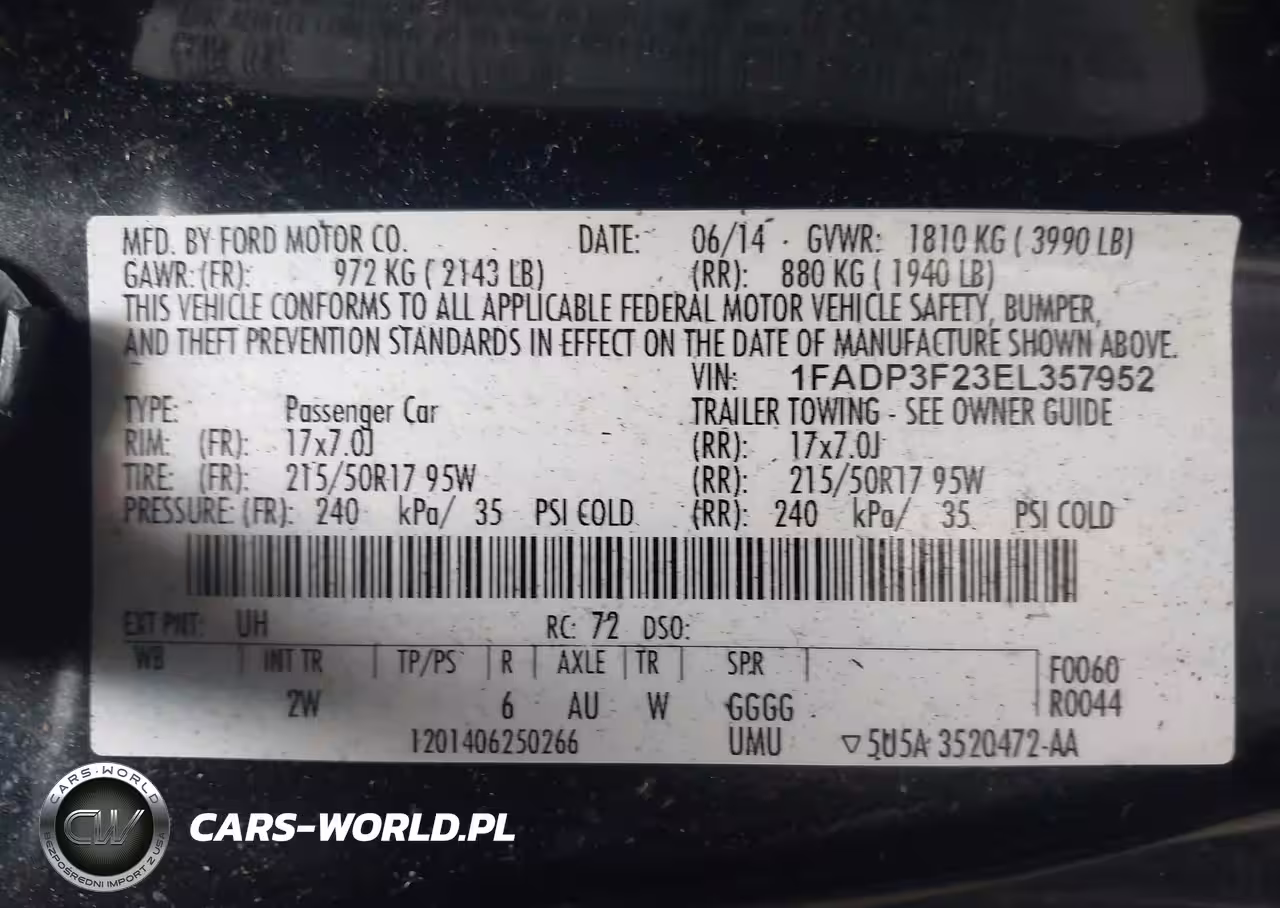 MFD. BY FORD MOTOR CO. DATE: 06/14 GVWR: 1810 KG ( 3990 LB)
GAWR: (FR): 972 KG ( 2143 LB) (RR): 880 KG ( 1940 LB)
THIS VEHICLE CONFORMS TO ALL APPLICABLE FEDERAL MOTOR VEHICLE SAFETY, BUMPER,
AND THEFT PREVENTION STANDARDS IN EFFECT ON THE DATE OF MANUFACTURE SHOWN ABOVE.
VIN: 1FADP3F23EL357952
TYPE: Passenger Car TRAILER TOWING - SEE OWNER GUIDE
RIM: (FR): 17x7.0J (RR): 17x7.0J
TIRE: (FR): 215/50R17 95W (RR): 215/50R17 95W
PRESSURE: (FR): 240 kPa/ 35 PSI COLD (RR): 240 kPa/ 35 PSI COLD
EXT PNT: UH RC: 72 DSO:
WB INT TR TP/PS R AXLE TR SPR F0060
2W 6 AU W GGGG R0044
1201406250266 UMU ▽5U5A 3520472-AA
CARS-WORLD
CW
BEZPOŚREDNI IMPORT Z USA
CARS-WORLD.PL